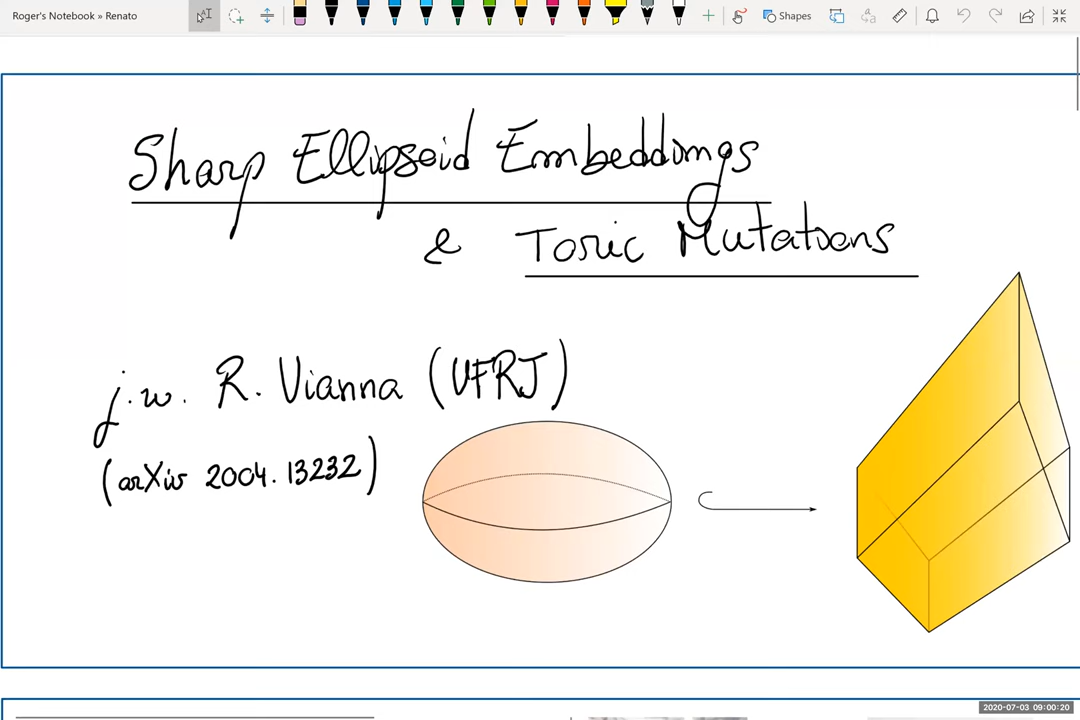 Roger's Notebook » Renato
Shapes
Sharp Ellipsoid Embeddings
& Toric Mutations
j.w. R. Vianna (UFRJ)
(arXiv 2004.13232)
2020-07-03 09:00:20